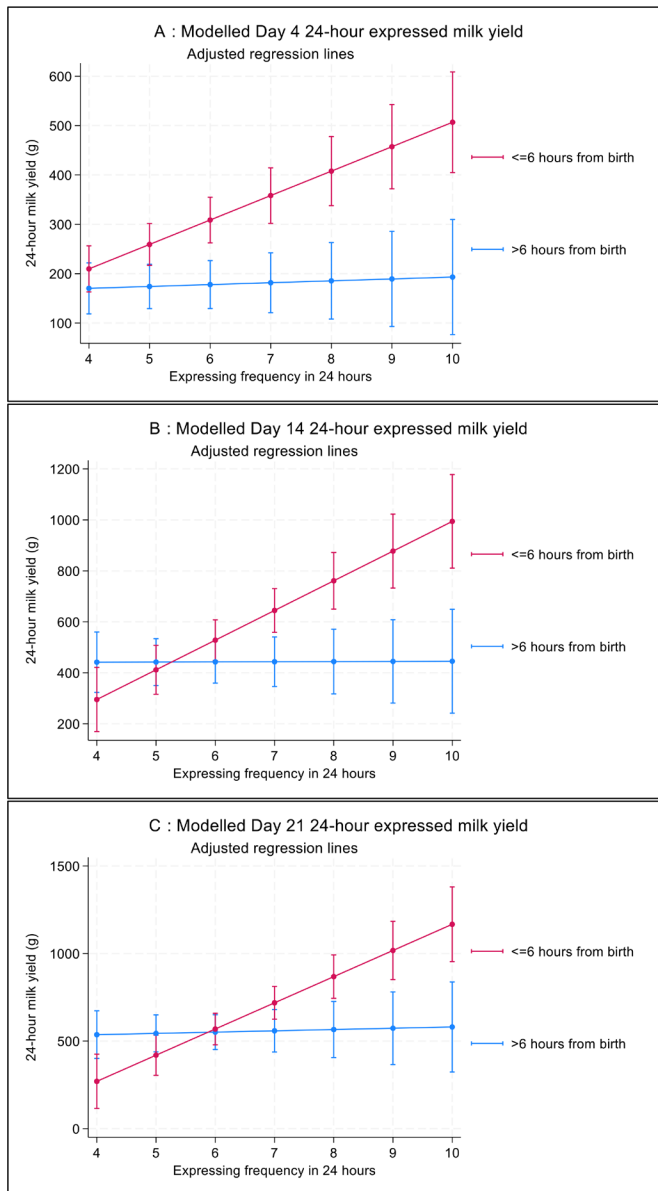 A : Modelled Day 4 24-hour expressed milk yield
Adjusted regression lines
24-hour milk yield (g)
600
500
400
300
200
100
4 5 6 7 8 9 10
Expressing frequency in 24 hours
<=6 hours from birth
>6 hours from birth
B : Modelled Day 14 24-hour expressed milk yield
Adjusted regression lines
24-hour milk yield (g)
1200
1000
800
600
400
200
4 5 6 7 8 9 10
Expressing frequency in 24 hours
<=6 hours from birth
>6 hours from birth
C : Modelled Day 21 24-hour expressed milk yield
Adjusted regression lines
24-hour milk yield (g)
1500
1000
500
0
4 5 6 7 8 9 10
Expressing frequency in 24 hours
<=6 hours from birth
>6 hours from birth